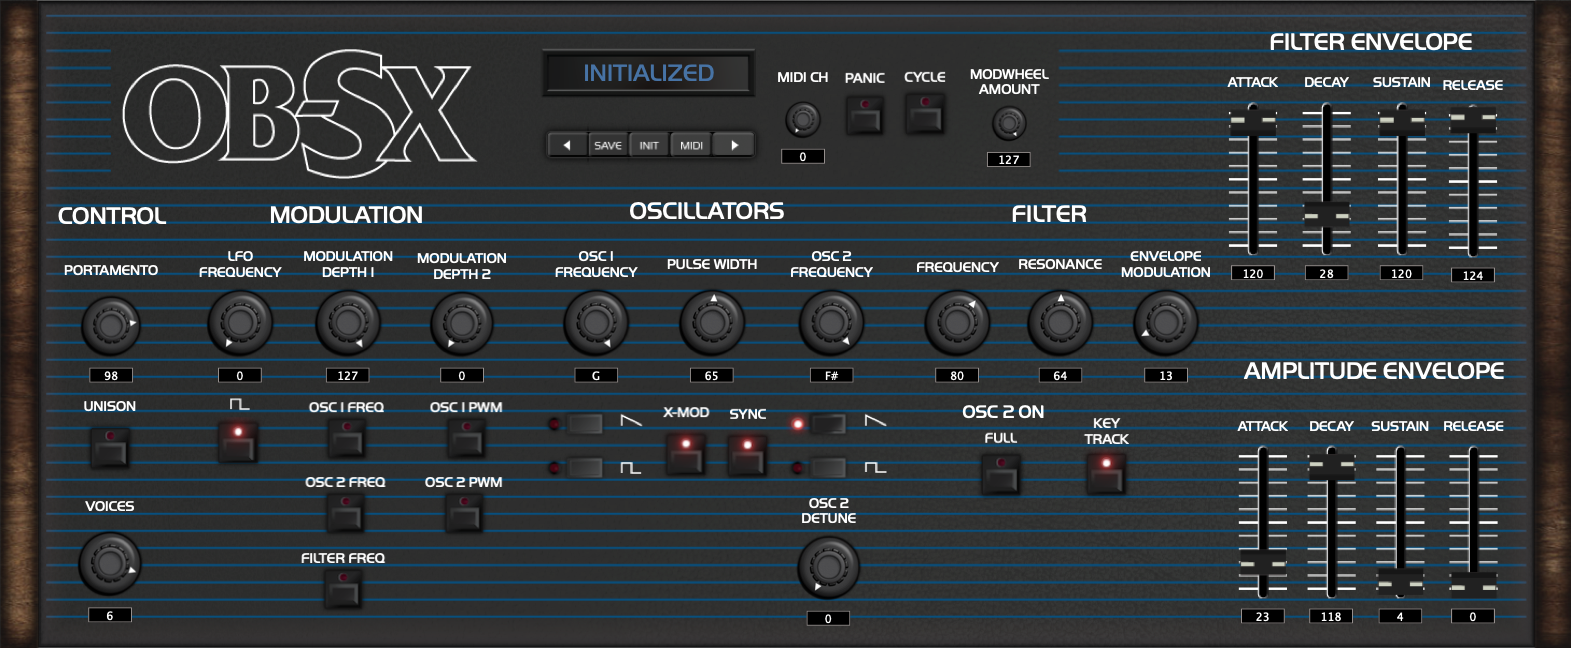 OB-SX
INITIALIZED
SAVE INIT MIDI
MIDI CH
0
PANIC
CYCLE
MODWHEEL
AMOUNT
127
FILTER ENVELOPE
ATTACK DECAY SUSTAIN RELEASE
120 28 120 124
CONTROL
PORTAMENTO
98
UNISON
VOICES
6
MODULATION
LFO
FREQUENCY
0
MODULATION
DEPTH 1
127
MODULATION
DEPTH 2
0
OSC 1 FREQ
OSC 1 PWM
OSC 2 FREQ
OSC 2 PWM
FILTER FREQ
OSCILLATORS
OSC 1
FREQUENCY
G
PULSE WIDTH
65
OSC 2
FREQUENCY
F#
X-MOD
SYNC
OSC 2
DETUNE
0
FILTER
FREQUENCY
80
RESONANCE
64
ENVELOPE
MODULATION
13
OSC 2 ON
FULL
KEY
TRACK
AMPLITUDE ENVELOPE
ATTACK DECAY SUSTAIN RELEASE
23 118 4 0